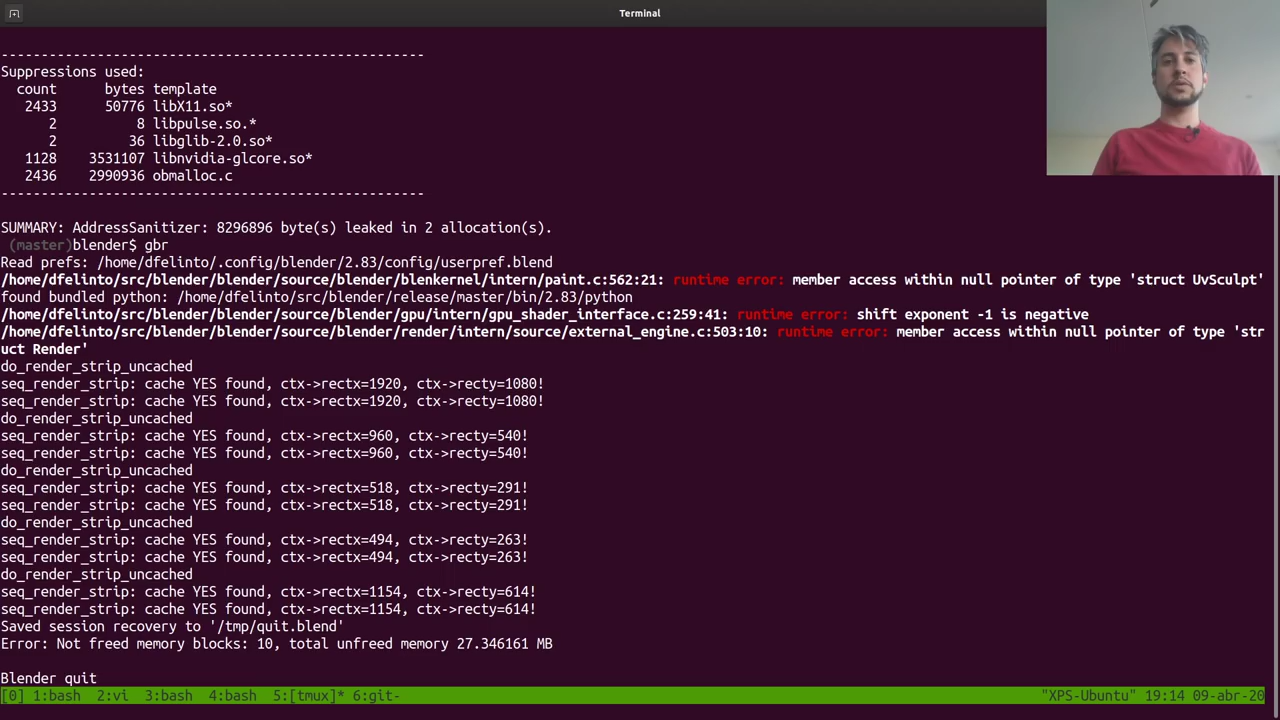 Terminal
-----------------------------------------------------
Suppressions used:
count bytes template
2433 50776 libX11.so*
2 8 libpulse.so.*
2 36 libglib-2.0.so*
1128 3531107 libnvidia-glcore.so*
2436 2990936 obmalloc.c
-----------------------------------------------------
SUMMARY: AddressSanitizer: 8296896 byte(s) leaked in 2 allocation(s).
(master)blender$ gbr
Read prefs: /home/dfelinto/.config/blender/2.83/config/userpref.blend
/home/dfelinto/src/blender/blender/source/blender/blenkernel/intern/paint.c:562:21: runtime error: member access within null pointer of type 'struct UvSculpt'
found bundled python: /home/dfelinto/src/blender/release/master/bin/2.83/python
/home/dfelinto/src/blender/blender/source/blender/gpu/intern/gpu_shader_interface.c:259:41: runtime error: shift exponent -1 is negative
/home/dfelinto/src/blender/blender/source/blender/render/intern/source/external_engine.c:503:10: runtime error: member access within null pointer of type 'str
uct Render'
do_render_strip_uncached
seq_render_strip: cache YES found, ctx->rectx=1920, ctx->recty=1080!
seq_render_strip: cache YES found, ctx->rectx=1920, ctx->recty=1080!
do_render_strip_uncached
seq_render_strip: cache YES found, ctx->rectx=960, ctx->recty=540!
seq_render_strip: cache YES found, ctx->rectx=960, ctx->recty=540!
do_render_strip_uncached
seq_render_strip: cache YES found, ctx->rectx=518, ctx->recty=291!
seq_render_strip: cache YES found, ctx->rectx=518, ctx->recty=291!
do_render_strip_uncached
seq_render_strip: cache YES found, ctx->rectx=494, ctx->recty=263!
seq_render_strip: cache YES found, ctx->rectx=494, ctx->recty=263!
do_render_strip_uncached
seq_render_strip: cache YES found, ctx->rectx=1154, ctx->recty=614!
seq_render_strip: cache YES found, ctx->rectx=1154, ctx->recty=614!
Saved session recovery to '/tmp/quit.blend'
Error: Not freed memory blocks: 10, total unfreed memory 27.346161 MB
Blender quit
[0] 1:bash 2:vi 3:bash 4:bash 5:[tmux]* 6:git- "XPS-Ubuntu" 19:14 09-abr-20